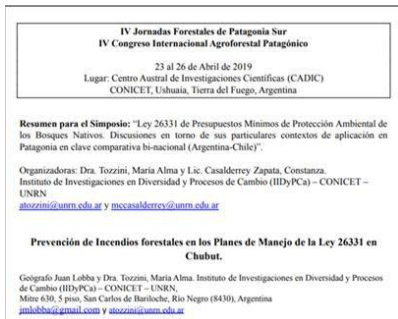 IV Jornadas Forestales de Patagonia Sur
IV Congreso Internacional Agroforestal Patagónico
23 al 26 de Abril de 2019
Lugar: Centro Austral de Investigaciones Científicas (CADIC)
CONICET, Ushuaia, Tierra del Fuego, Argentina
Resumen para el Simposio: “Ley 26331 de Presupuestos Mínimos de Protección Ambiental de
los Bosques Nativos. Discusiones en torno de sus particulares contextos de aplicación en
Patagonia en clave comparativa bi-nacional (Argentina-Chile)”.
Organizadoras: Dra. Tozzini, María Alma y Lic. Casalderrey Zapata, Constanza.
Instituto de Investigaciones en Diversidad y Procesos de Cambio (IIDyPCa) – CONICET –
UNRN
atozzini@unrn.edu.ar y mccasalderrey@unrn.edu.ar
Prevención de Incendios forestales en los Planes de Manejo de la Ley 26331 en
Chubut.
Geógrafo Juan Lobba y Dra. Tozzini, María Alma. Instituto de Investigaciones en Diversidad y Procesos
de Cambio (IIDyPCa) – CONICET – UNRN,
Mitre 630, 5 piso, San Carlos de Bariloche, Río Negro (8430), Argentina
jmlobba@gmail.com y atozzini@unrn.edu.ar